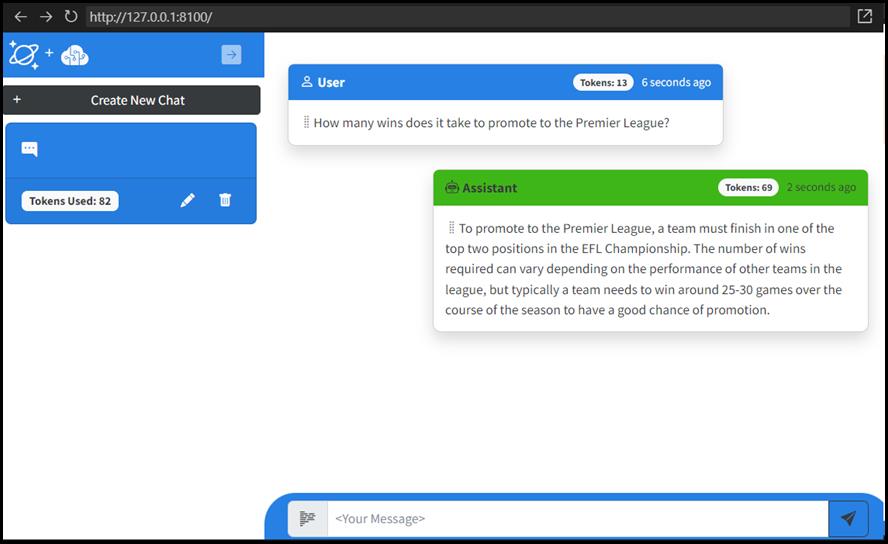 http://127.0.0.1:8100/
+
+ Create New Chat
Tokens Used: 82
User Tokens: 13 6 seconds ago
How many wins does it take to promote to the Premier League?
Assistant Tokens: 69 2 seconds ago
To promote to the Premier League, a team must finish in one of the
top two positions in the EFL Championship. The number of wins
required can vary depending on the performance of other teams in the
league, but typically a team needs to win around 25-30 games over the
course of the season to have a good chance of promotion.
<Your Message>